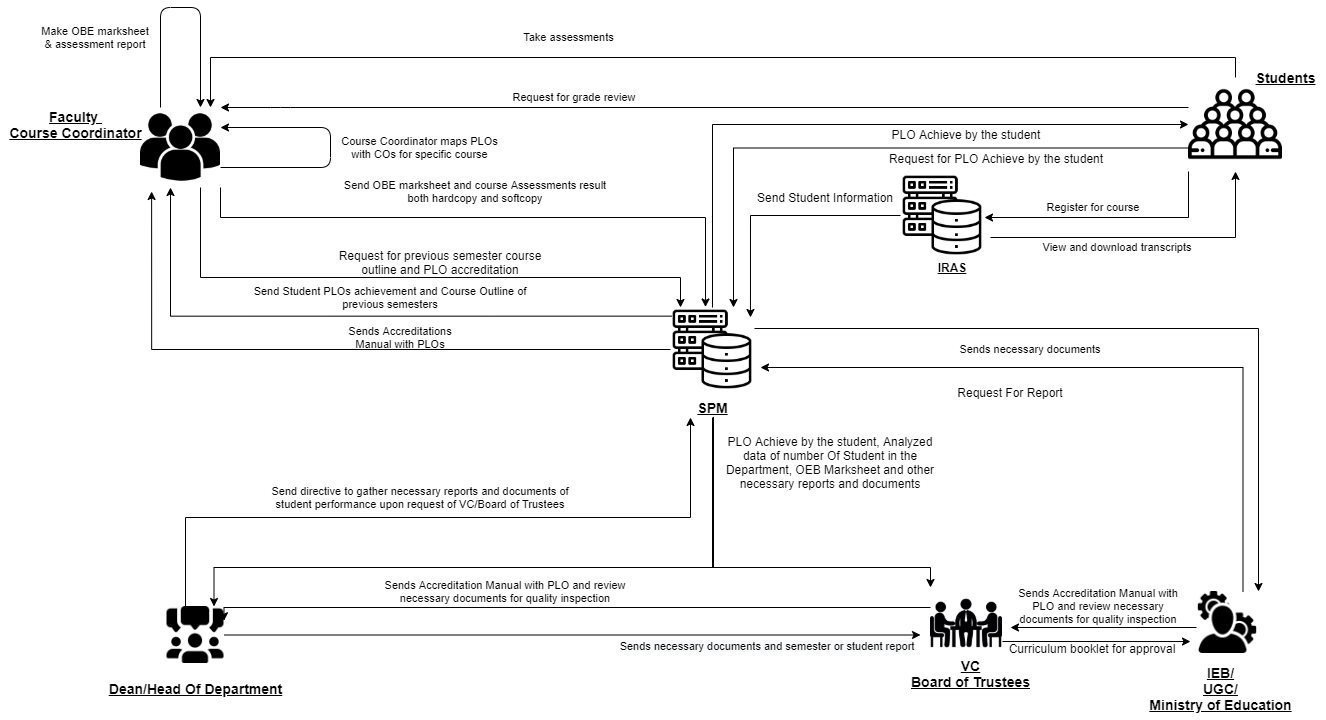 Make OBE marksheet
& assessment report
Take assessments
Students
Request for grade review
Faculty
Course Coordinator
PLO Achieve by the student
Course Coordinator maps PLOs
with COs for specific course
Request for PLO Achieve by the student
Send OBE marksheet and course Assessments result
both hardcopy and softcopy
Send Student Information
Register for course
View and download transcripts
IRAS
Request for previous semester course
outline and PLO accreditation
Send Student PLOs achievement and Course Outline of
previous semesters
Sends Accreditations
Manual with PLOs
Sends necessary documents
Request For Report
SPM
PLO Achieve by the student, Analyzed
data of number Of Student in the
Department, OEB Marksheet and other
necessary reports and documents
Send directive to gather necessary reports and documents of
student performance upon request of VC/Board of Trustees
Sends Accreditation Manual with PLO and review
necessary documents for quality inspection
Sends Accreditation Manual with
PLO and review necessary
documents for quality inspection
Sends necessary documents and semester or student report
Curriculum booklet for approval
Dean/Head Of Department
VC
Board of Trustees
IEB/
UGC/
Ministry of Education